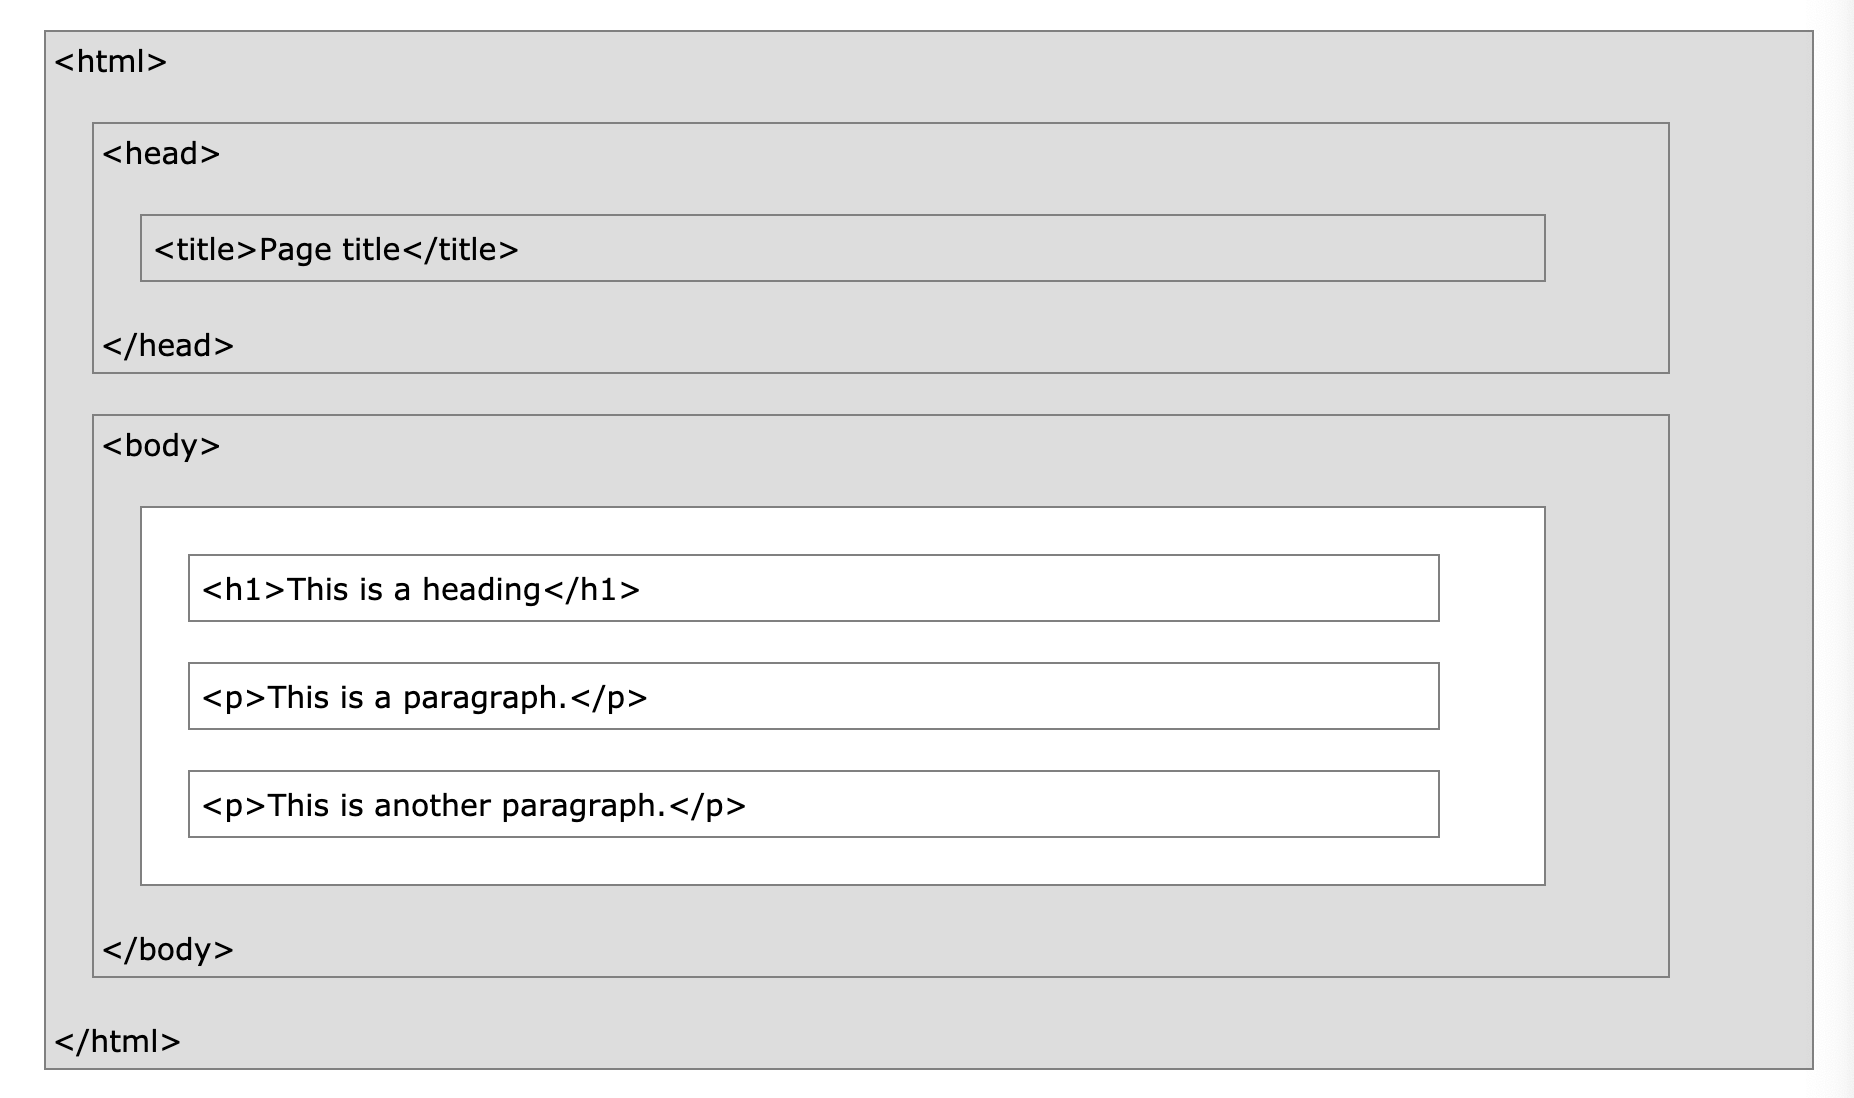 <html>
<head>
<title>Page title</title>
</head>
<body>
<h1>This is a heading</h1>
<p>This is a paragraph.</p>
<p>This is another paragraph.</p>
</body>
</html>